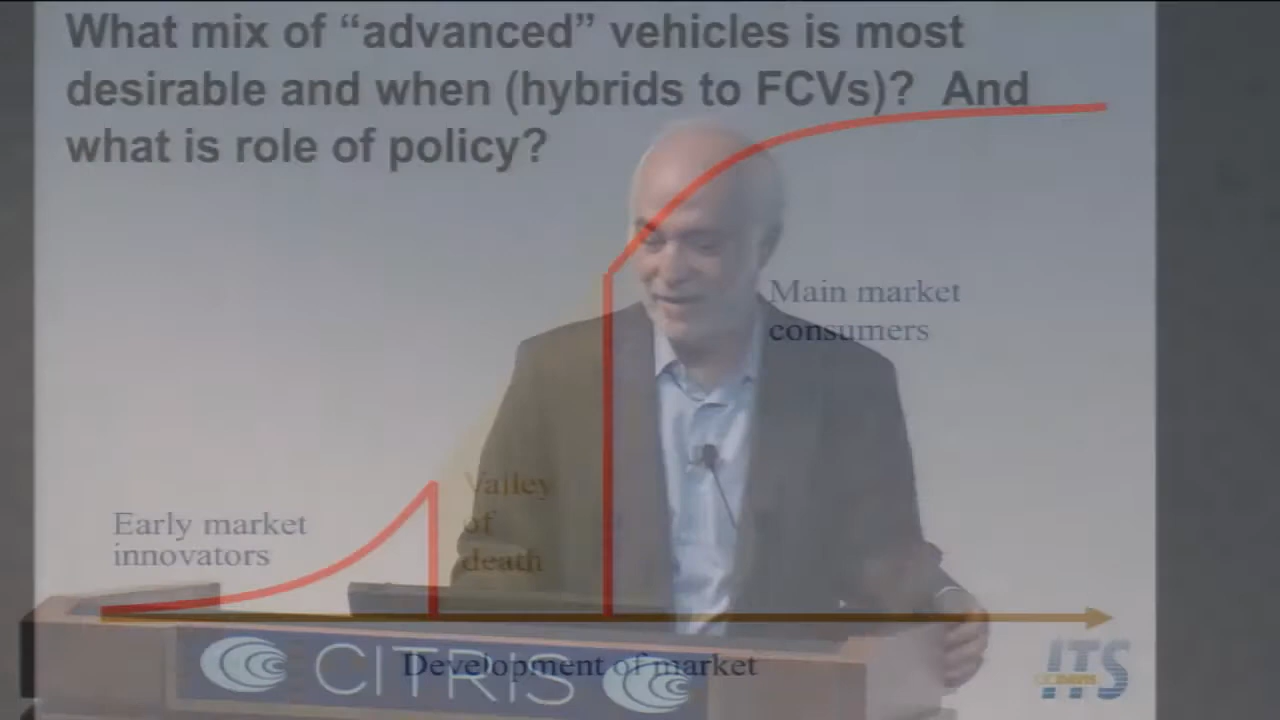 What mix of “advanced” vehicles is most
desirable and when (hybrids to FCVs)? And
what is role of policy?
Main market
consumers
Valley
of
death
Early market
innovators
Development of market
CITRIS
ITS